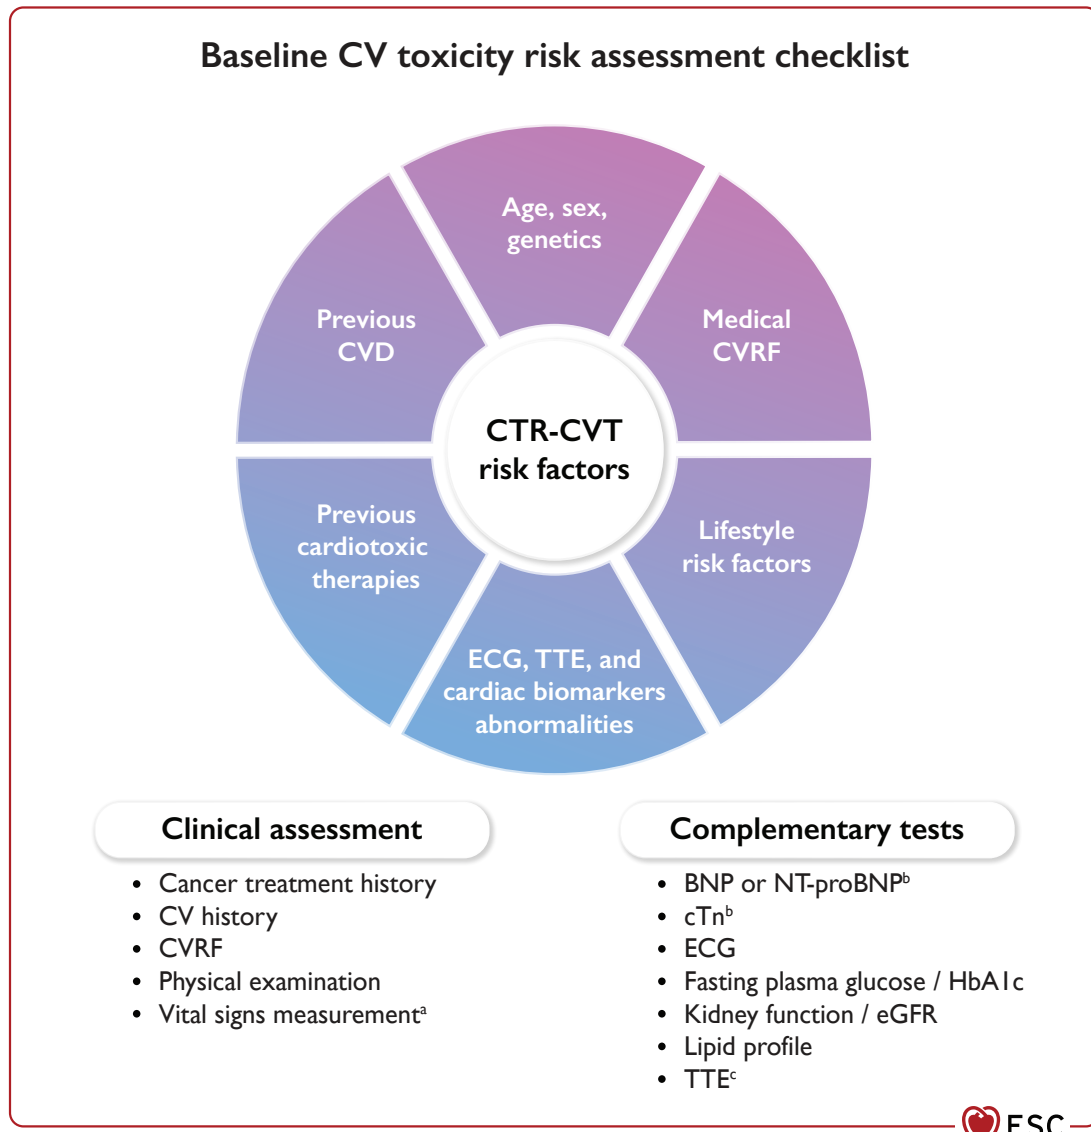 Baseline CV toxicity risk assessment checklist
Age, sex,
genetics
Previous
CVD
Medical
CVRF
CTR-CVT
risk factors
Previous
cardiotoxic
therapies
Lifestyle
risk factors
ECG, TTE, and
cardiac biomarkers
abnormalities
Clinical assessment
• Cancer treatment history
• CV history
• CVRF
• Physical examination
• Vital signs measurementᵃ
Complementary tests
• BNP or NT-proBNPᵇ
• cTnᵇ
• ECG
• Fasting plasma glucose / HbA1c
• Kidney function / eGFR
• Lipid profile
• TTEᶜ
ESC